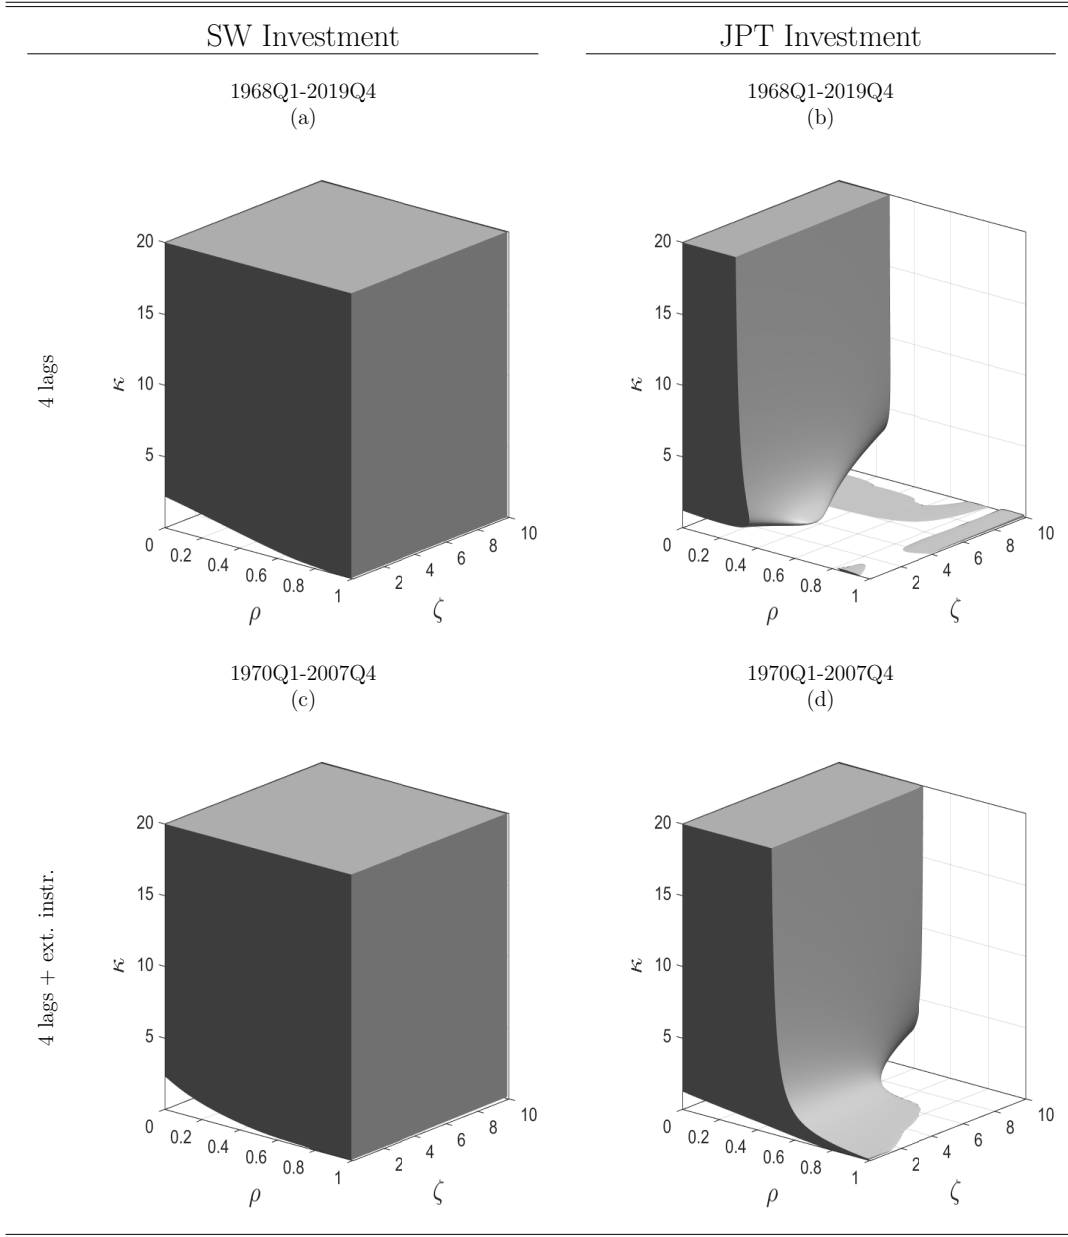 SW Investment
JPT Investment
1968Q1-2019Q4
(a)
1968Q1-2019Q4
(b)
4 lags
20
15
10
5
κ
0
0.2
0.4
0.6
0.8
1
ρ
2
4
6
8
10
ζ
20
15
10
5
κ
0
0.2
0.4
0.6
0.8
1
ρ
2
4
6
8
10
ζ
1970Q1-2007Q4
(c)
1970Q1-2007Q4
(d)
4 lags + ext. instr.
20
15
10
5
κ
0
0.2
0.4
0.6
0.8
1
ρ
2
4
6
8
10
ζ
20
15
10
5
κ
0
0.2
0.4
0.6
0.8
1
ρ
2
4
6
8
10
ζ